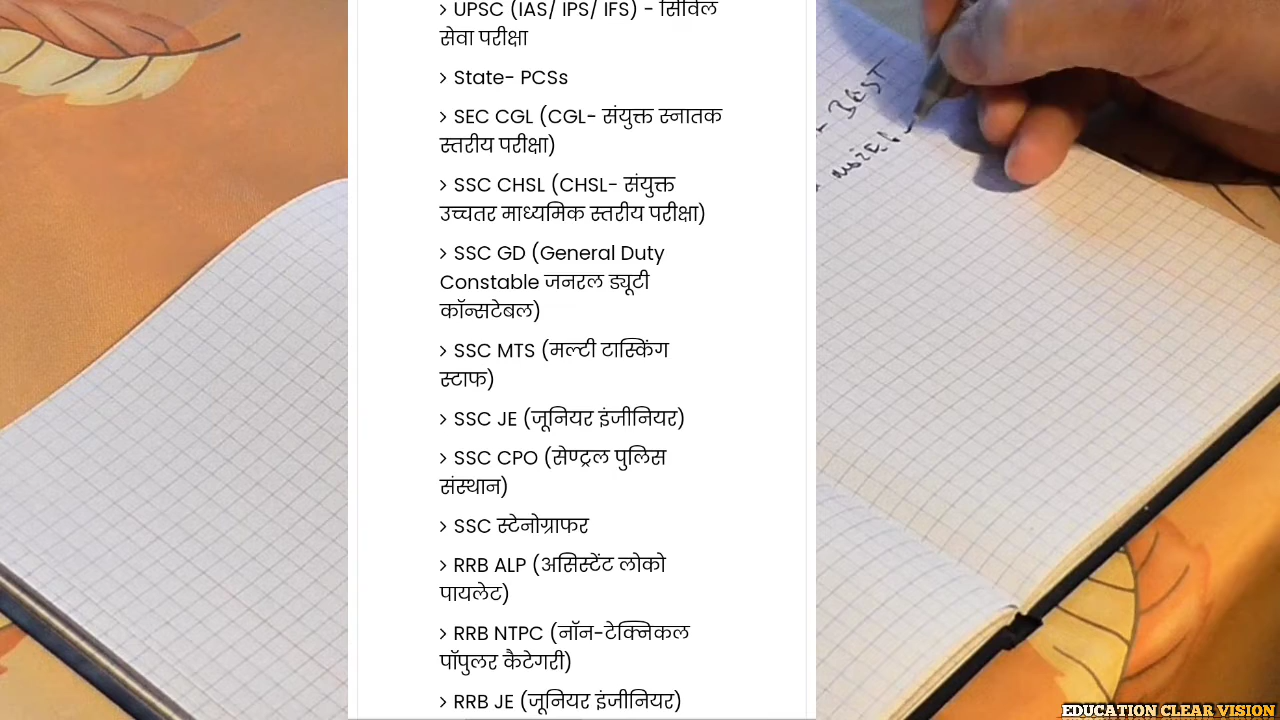 > UPSC (IAS/ IPS/ IFS) - सिविल
सेवा परीक्षा
> State- PCSs
> SEC CGL (CGL- संयुक्त स्नातक
स्तरीय परीक्षा)
> SSC CHSL (CHSL- संयुक्त
उच्चतर माध्यमिक स्तरीय परीक्षा)
> SSC GD (General Duty
Constable जनरल ड्यूटी
कॉन्सटेबल)
> SSC MTS (मल्टी टास्किंग
स्टाफ)
> SSC JE (जूनियर इंजीनियर)
> SSC CPO (सेण्ट्रल पुलिस
संस्थान)
> SSC स्टेनोग्राफर
> RRB ALP (असिस्टेंट लोको
पायलेट)
> RRB NTPC (नॉन-टेक्निकल
पॉपुलर कैटेगरी)
> RRB JE (जूनियर इंजीनियर)
BEST
EDUCATION CLEAR VISION